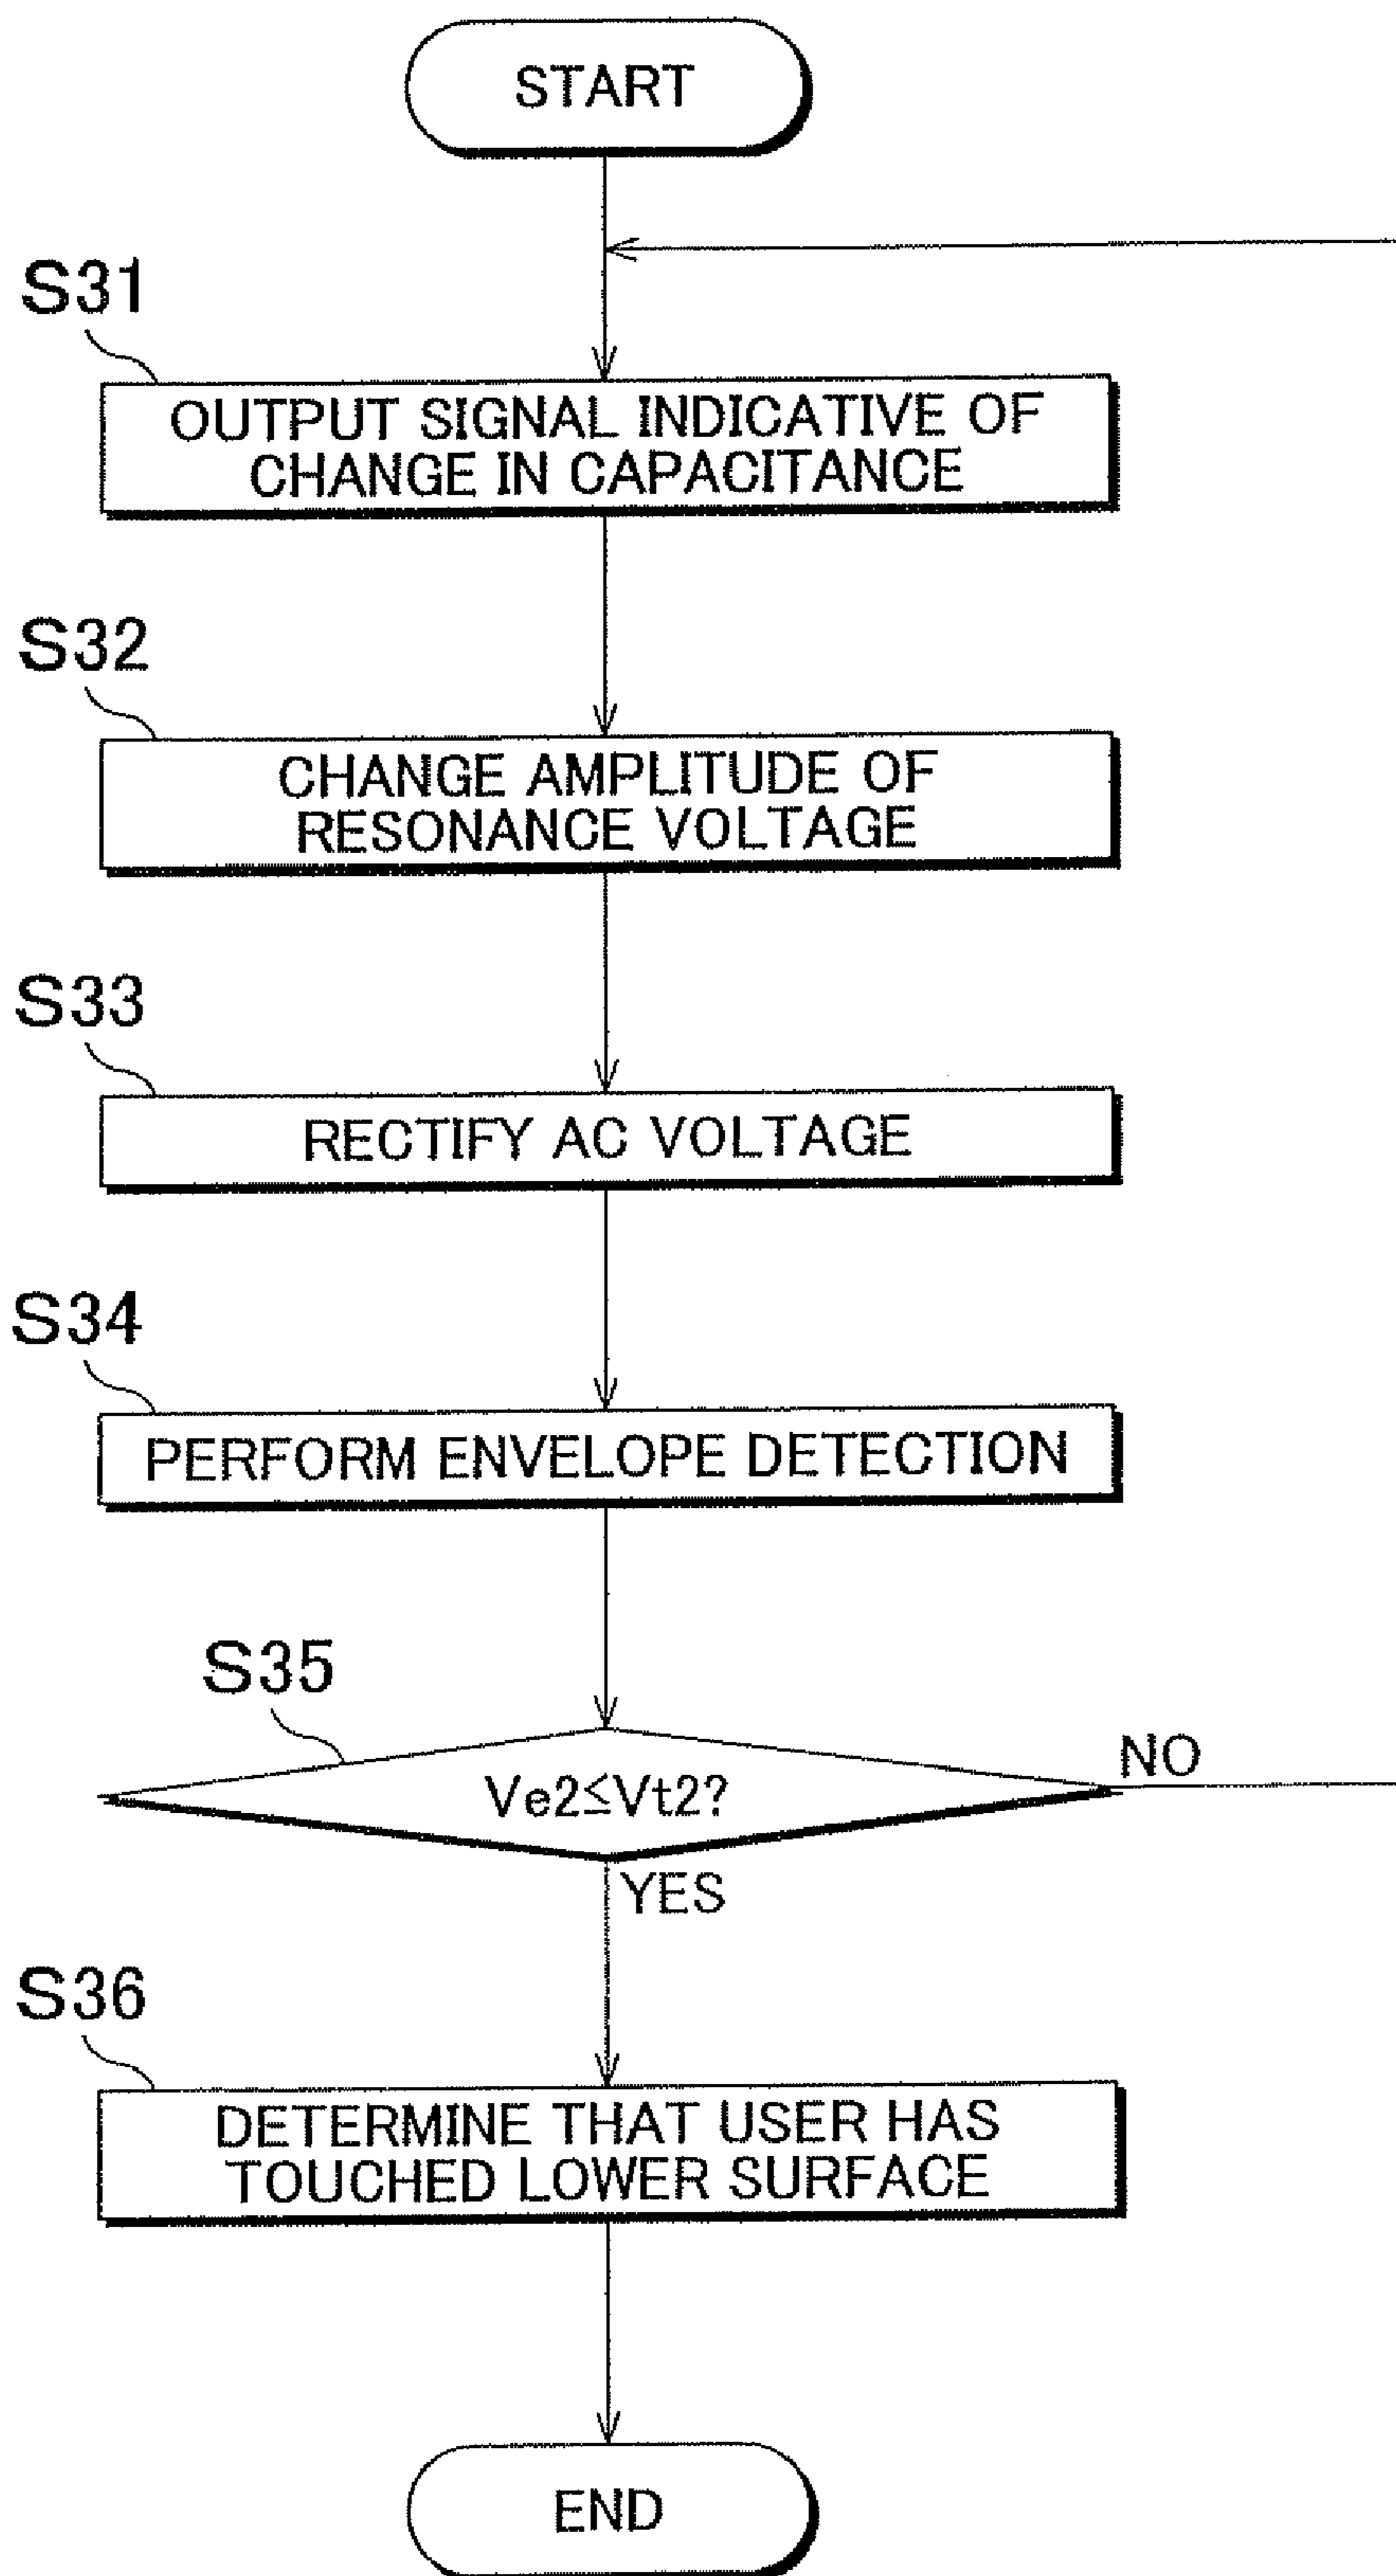 START
S31
OUTPUT SIGNAL INDICATIVE OF
CHANGE IN CAPACITANCE
S32
CHANGE AMPLITUDE OF
RESONANCE VOLTAGE
S33
RECTIFY AC VOLTAGE
S34
PERFORM ENVELOPE DETECTION
S35
Ve2≤Vt2?
NO
YES
S36
DETERMINE THAT USER HAS
TOUCHED LOWER SURFACE
END